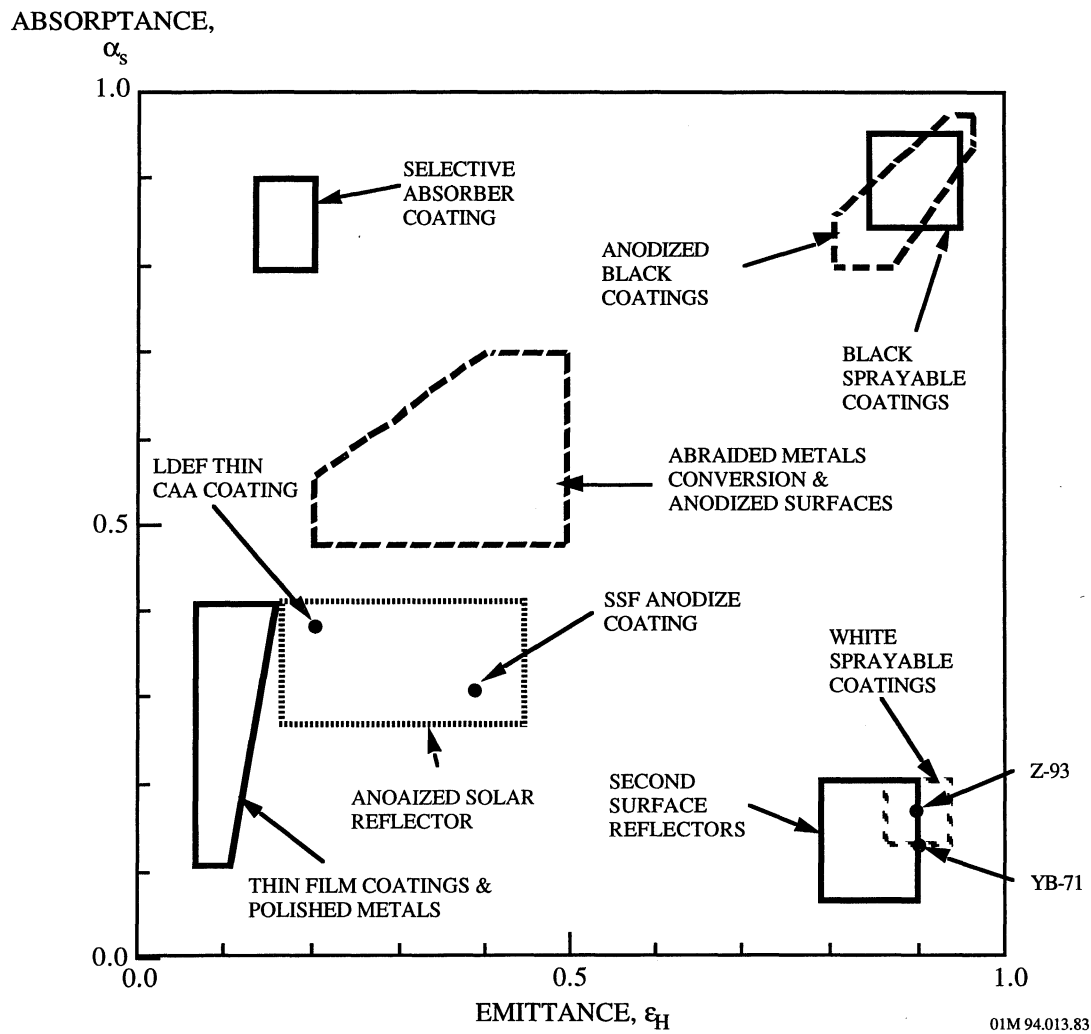 ABSORPTANCE,
αs
1.0
SELECTIVE
ABSORBER
COATING
ANODIZED
BLACK
COATINGS
BLACK
SPRAYABLE
COATINGS
LDEF THIN
CAA COATING
ABRAIDED METALS
CONVERSION &
ANODIZED SURFACES
0.5
SSF ANODIZE
COATING
WHITE
SPRAYABLE
COATINGS
Z-93
ANOAIZED SOLAR
REFLECTOR
SECOND
SURFACE
REFLECTORS
THIN FILM COATINGS &
POLISHED METALS
YB-71
0.0
0.0
0.5
1.0
EMITTANCE, εH
01M 94.013.83